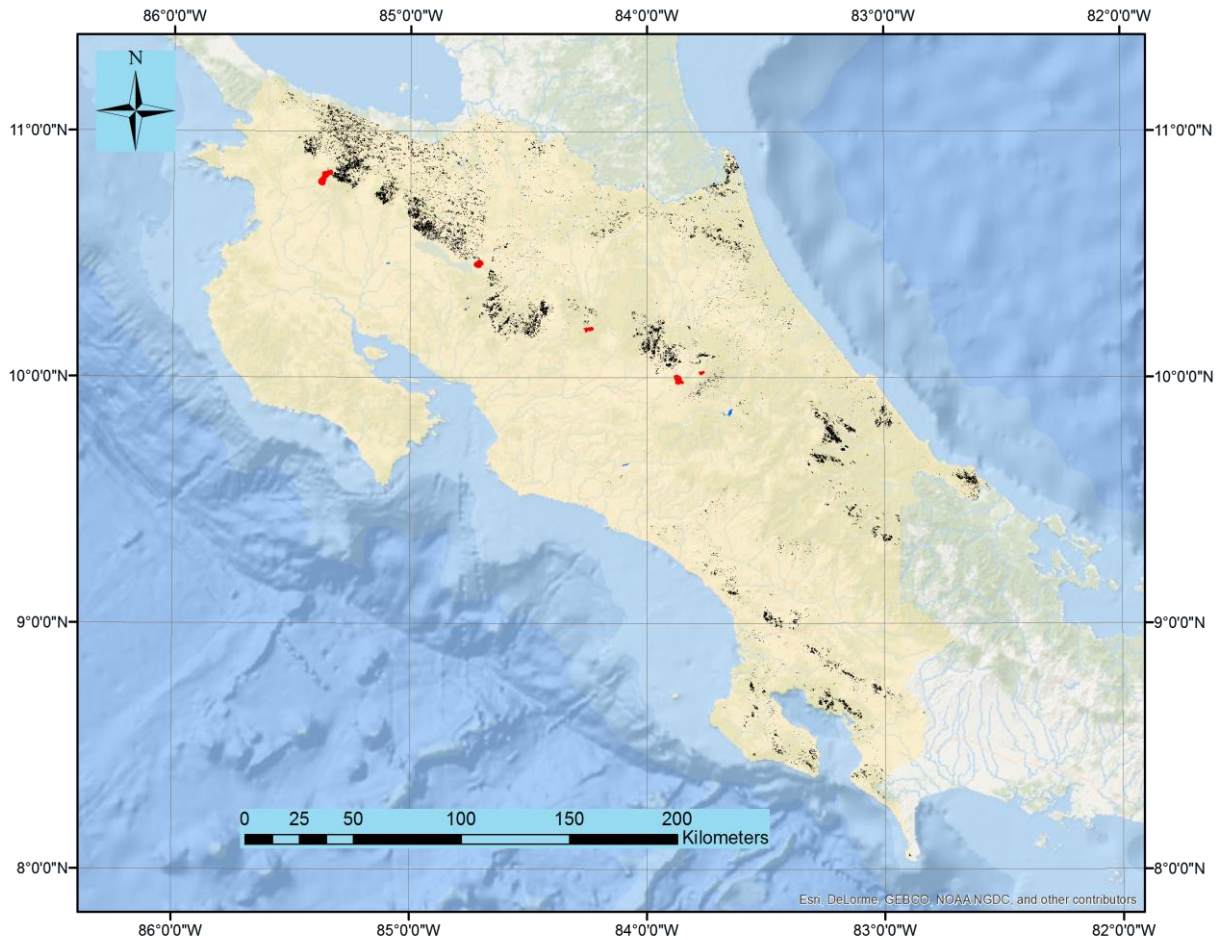 86°0'0"W 85°0'0"W 84°0'0"W 83°0'0"W 82°0'0"W
N
11°0'0"N 11°0'0"N
10°0'0"N 10°0'0"N
9°0'0"N 9°0'0"N
0 25 50 100 150 200
Kilometers
8°0'0"N 8°0'0"N
Esri, DeLorme, GEBCO, NOAA NGDC, and other contributors
86°0'0"W 85°0'0"W 84°0'0"W 83°0'0"W 82°0'0"W